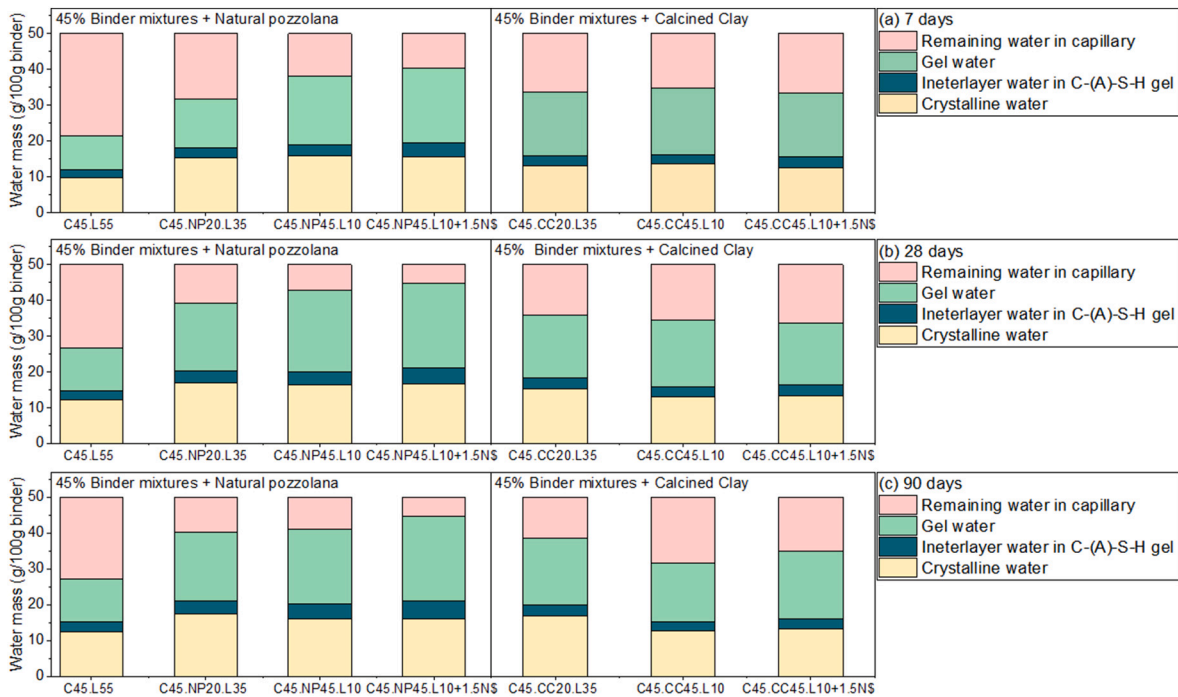 45% Binder mixtures + Natural pozzolana
45% Binder mixtures + Calcined Clay
(a) 7 days
Remaining water in capillary
Gel water
Ineterlayer water in C-(A)-S-H gel
Crystalline water
Water mass (g/100g binder)
50
40
30
20
10
0
C45.L55
C45.NP20.L35
C45.NP45.L10
C45.NP45.L10+1.5N$
C45.CC20.L35
C45.CC45.L10
C45.CC45.L10+1.5N$
45% Binder mixtures + Natural pozzolana
45% Binder mixtures + Calcined Clay
(b) 28 days
Remaining water in capillary
Gel water
Ineterlayer water in C-(A)-S-H gel
Crystalline water
Water mass (g/100g binder)
50
40
30
20
10
0
C45.L55
C45.NP20.L35
C45.NP45.L10
C45.NP45.L10+1.5N$
C45.CC20.L35
C45.CC45.L10
C45.CC45.L10+1.5N$
45% Binder mixtures + Natural pozzolana
45% Binder mixtures + Calcined Clay
(c) 90 days
Remaining water in capillary
Gel water
Ineterlayer water in C-(A)-S-H gel
Crystalline water
Water mass (g/100g binder)
50
40
30
20
10
0
C45.L55
C45.NP20.L35
C45.NP45.L10
C45.NP45.L10+1.5N$
C45.CC20.L35
C45.CC45.L10
C45.CC45.L10+1.5N$